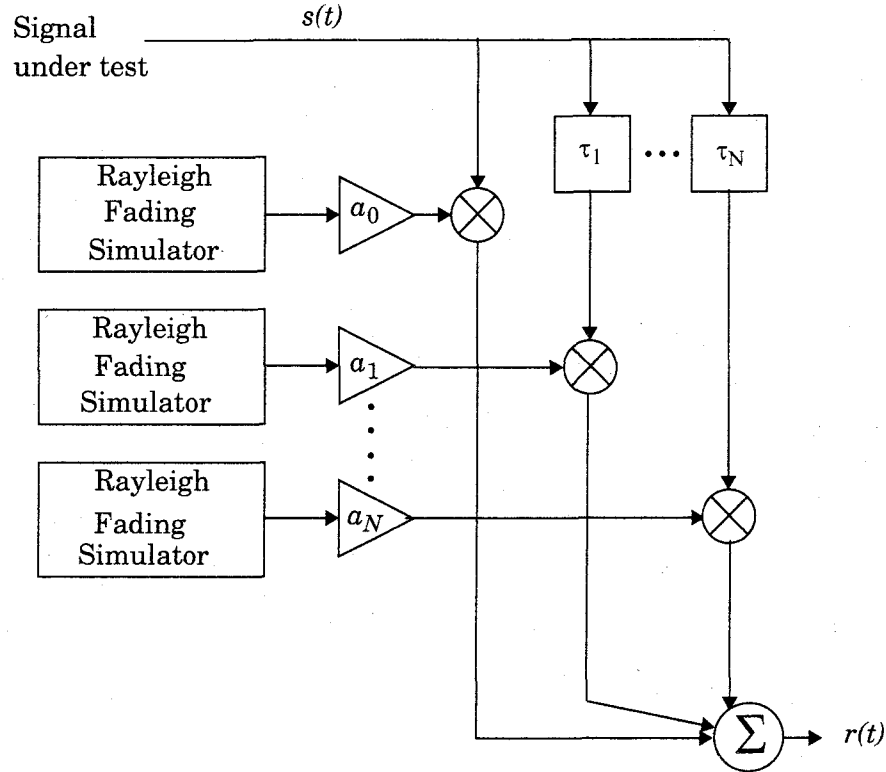 Signal
under test
s(t)
τ1
τN
Rayleigh
Fading
Simulator
a0
Rayleigh
Fading
Simulator
a1
Rayleigh
Fading
Simulator
aN
Σ
r(t)